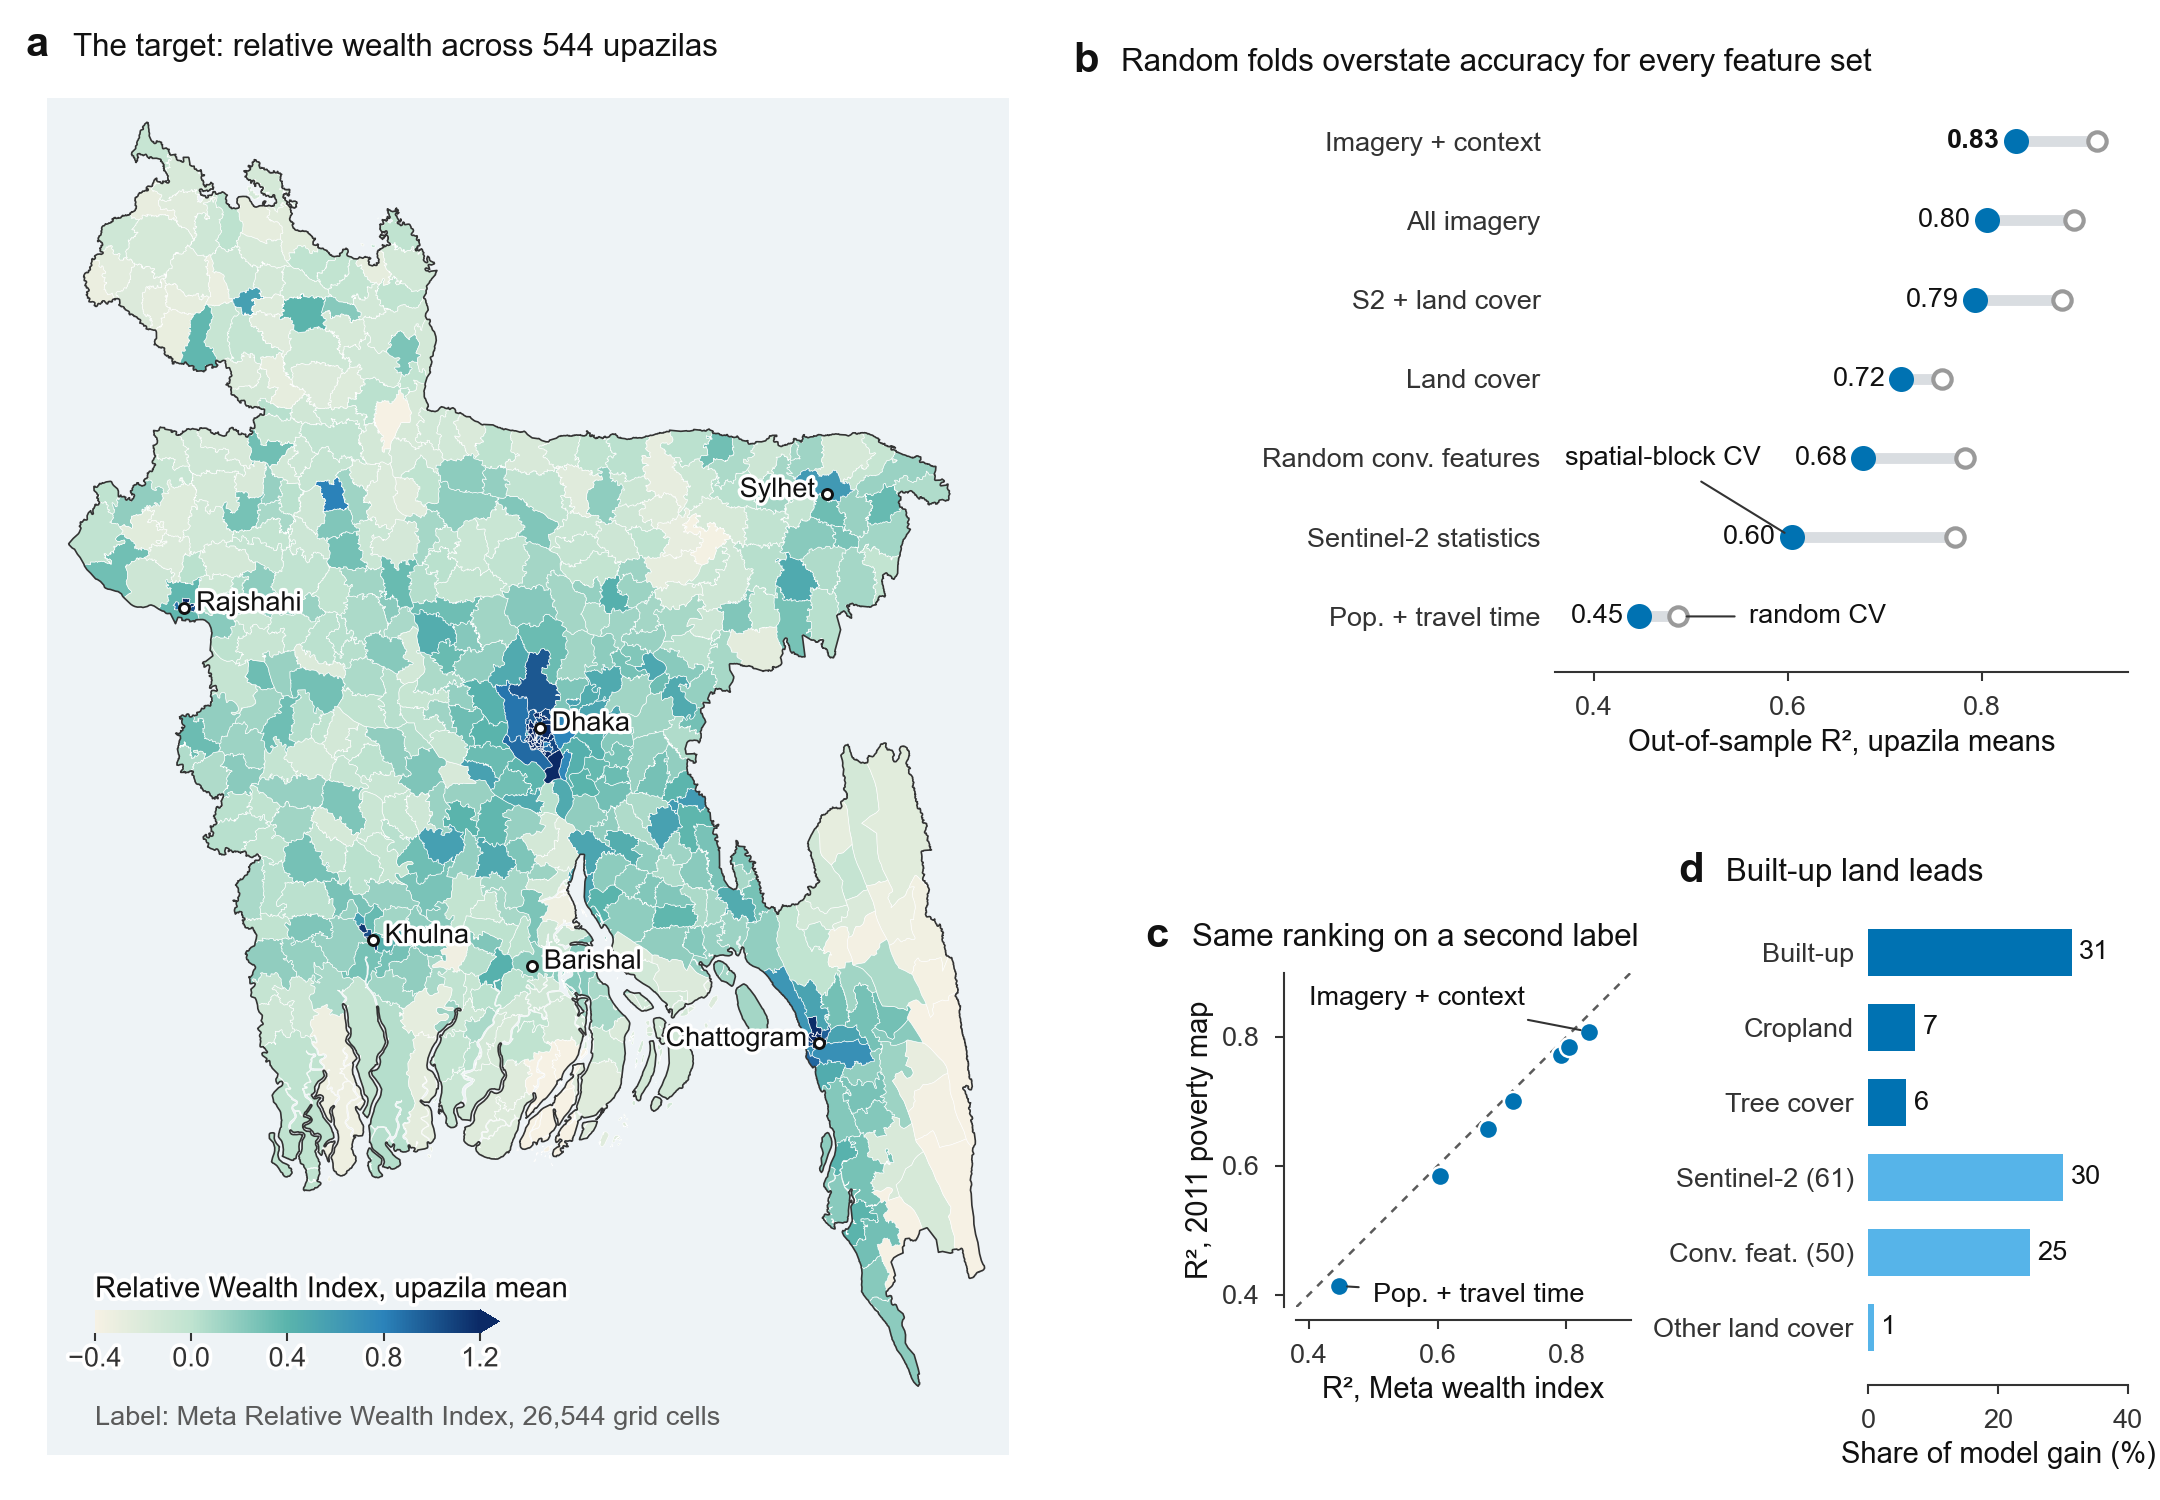 a The target: relative wealth across 544 upazilas
Sylhet
Rajshahi
Dhaka
Khulna
Barishal
Chattogram
Relative Wealth Index, upazila mean
−0.4 0.0 0.4 0.8 1.2
Label: Meta Relative Wealth Index, 26,544 grid cells
b Random folds overstate accuracy for every feature set
Imagery + context 0.83
All imagery 0.80
S2 + land cover 0.79
Land cover 0.72
Random conv. features spatial-block CV 0.68
Sentinel-2 statistics 0.60
Pop. + travel time 0.45 random CV
0.4 0.6 0.8
Out-of-sample R², upazila means
c Same ranking on a second label
R², 2011 poverty map
Imagery + context
0.8
0.6
0.4
Pop. + travel time
0.4 0.6 0.8
R², Meta wealth index
d Built-up land leads
Built-up 31
Cropland 7
Tree cover 6
Sentinel-2 (61) 30
Conv. feat. (50) 25
Other land cover 1
0 20 40
Share of model gain (%)